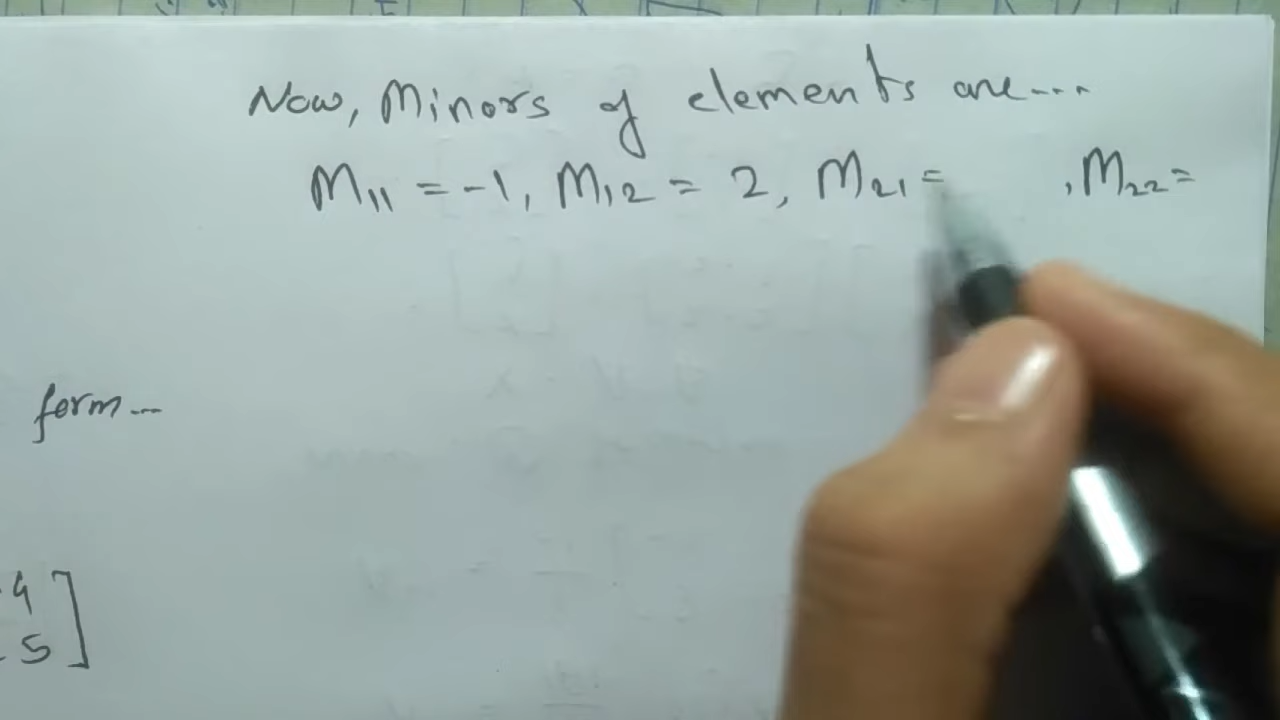 Now, Minors of elements are...
M₁₁ = -1, M₁₂ = 2, M₂₁ = , M₂₂ =
form...
4 ]
5 ]